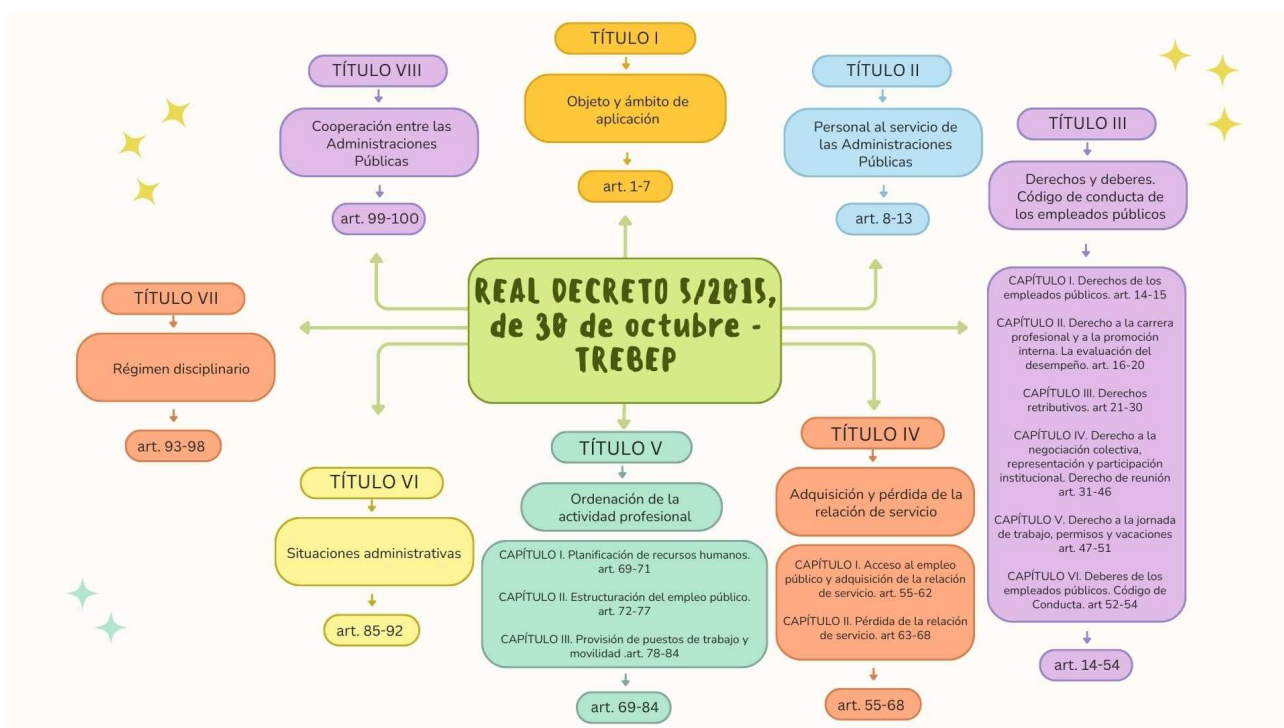 REAL DECRETO 5/2015,
de 30 de octubre -
TREBEP
TÍTULO I
Objeto y ámbito de
aplicación
art. 1-7
TÍTULO II
Personal al servicio de
las Administraciones
Públicas
art. 8-13
TÍTULO III
Derechos y deberes.
Código de conducta de
los empleados públicos
CAPÍTULO I. Derechos de los
empleados públicos. art. 14-15
CAPÍTULO II. Derecho a la carrera
profesional y a la promoción
interna. La evaluación del
desempeño. art. 16-20
CAPÍTULO III. Derechos
retributivos. art 21-30
CAPÍTULO IV. Derecho a la
negociación colectiva,
representación y participación
institucional. Derecho de reunión
art. 31-46
CAPÍTULO V. Derecho a la jornada
de trabajo, permisos y vacaciones
art. 47-51
CAPÍTULO VI. Deberes de los
empleados públicos. Código de
Conducta. art 52-54
art. 14-54
TÍTULO IV
Adquisición y pérdida de la
relación de servicio
CAPÍTULO I. Acceso al empleo
público y adquisición de la relación
de servicio. art. 55-62
CAPÍTULO II. Pérdida de la relación
de servicio. art 63-68
art. 55-68
TÍTULO V
Ordenación de la
actividad profesional
CAPÍTULO I. Planificación de recursos humanos.
art. 69-71
CAPÍTULO II. Estructuración del empleo público.
art. 72-77
CAPÍTULO III. Provisión de puestos de trabajo y
movilidad .art. 78-84
art. 69-84
TÍTULO VI
Situaciones administrativas
art. 85-92
TÍTULO VII
Régimen disciplinario
art. 93-98
TÍTULO VIII
Cooperación entre las
Administraciones
Públicas
art. 99-100